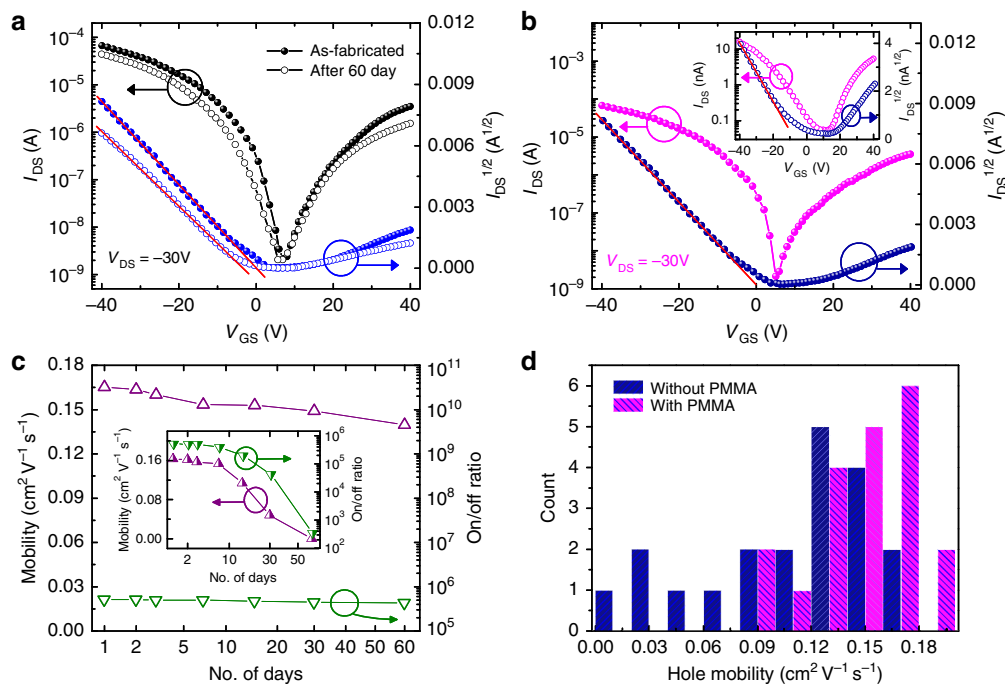 a
As-fabricated
After 60 day
10⁻⁴
10⁻⁵
10⁻⁶
10⁻⁷
10⁻⁸
10⁻⁹
I_DS (A)
V_DS = −30V
0.012
0.009
0.006
0.003
0.000
I_DS^1/2 (A^1/2)
−40 −20 0 20 40
V_GS (V)
b
10⁻³
10⁻⁵
10⁻⁷
10⁻⁹
I_DS (A)
V_DS = −30V
0.012
0.009
0.006
0.003
0.000
I_DS^1/2 (A^1/2)
−40 −20 0 20 40
V_GS (V)
10
1
0.1
I_DS (nA)
4
2
0
I_DS^1/2 (nA^1/2)
−40 −20 0 20 40
V_GS (V)
c
0.18
0.15
0.12
0.09
0.06
0.03
0.00
Mobility (cm² V⁻¹ s⁻¹)
10¹¹
10¹⁰
10⁹
10⁸
10⁷
10⁶
10⁵
On/off ratio
1 2 5 10 20 30 40 50 60
No. of days
0.16
0.08
0.00
Mobility (cm² V⁻¹ s⁻¹)
10⁶
10⁵
10⁴
10³
10²
On/off ratio
2 10 30 50
No. of days
d
Without PMMA
With PMMA
6
5
4
3
2
1
0
Count
0.00 0.03 0.06 0.09 0.12 0.15 0.18
Hole mobility (cm² V⁻¹ s⁻¹)